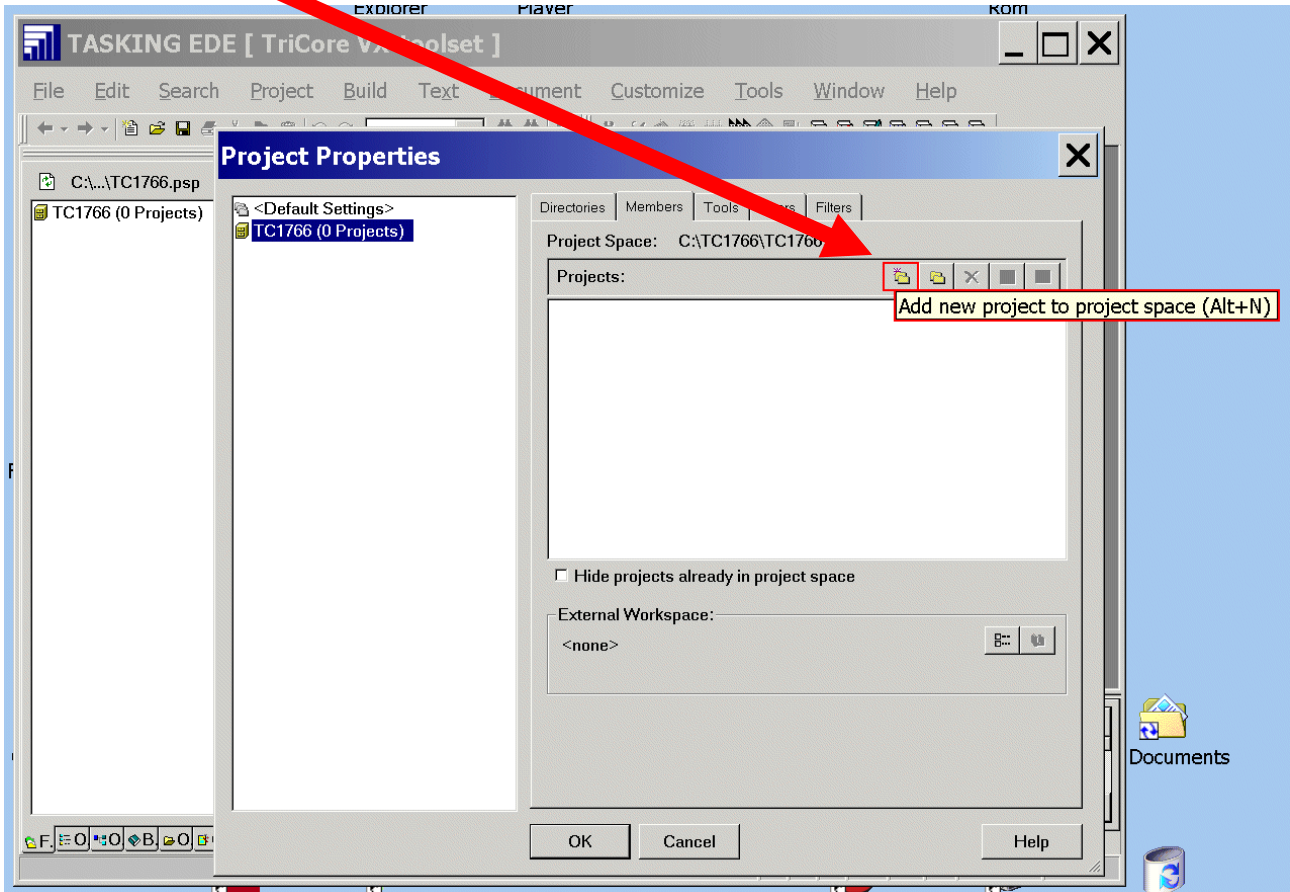 Explorer Player Rom
TASKING EDE [ TriCore VX toolset ]
File Edit Search Project Build Text Document Customize Tools Window Help
Project Properties
C:\...\TC1766.psp
TC1766 (0 Projects)
<Default Settings>
TC1766 (0 Projects)
Directories Members Tools Filters
Project Space: C:\TC1766\TC1766
Projects:
Add new project to project space (Alt+N)
Hide projects already in project space
External Workspace:
<none>
Documents
F. O. O. B. O.
OK Cancel Help